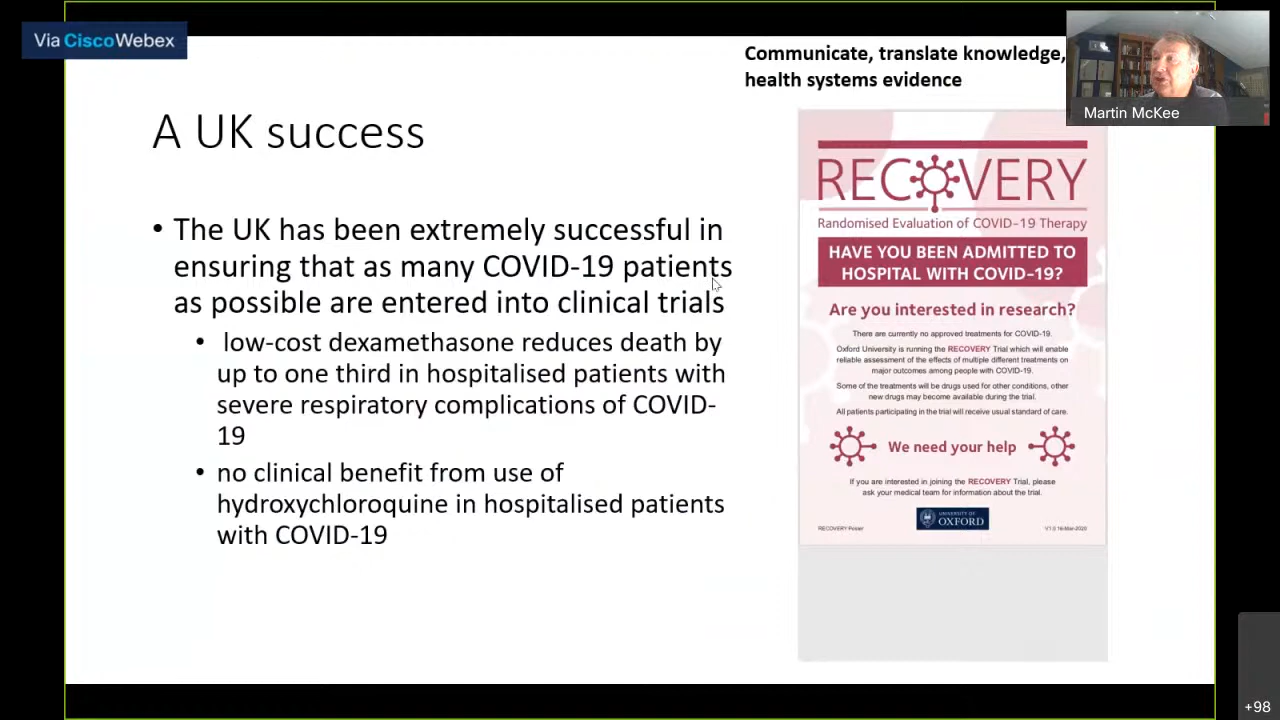 Via CiscoWebex
Communicate, translate knowledge,
health systems evidence
Martin McKee
A UK success
• The UK has been extremely successful in
ensuring that as many COVID-19 patients
as possible are entered into clinical trials
• low-cost dexamethasone reduces death by
up to one third in hospitalised patients with
severe respiratory complications of COVID-
19
• no clinical benefit from use of
hydroxychloroquine in hospitalised patients
with COVID-19
RECOVERY
Randomised Evaluation of COVID-19 Therapy
HAVE YOU BEEN ADMITTED TO
HOSPITAL WITH COVID-19?
Are you interested in research?
There are currently no approved treatments for COVID-19.
Oxford University is running the RECOVERY Trial which will enable
reliable assessment of the effects of multiple different treatments on
major outcomes among people with COVID-19.
Some of the treatments will be drugs used for other conditions, other
new drugs may become available during the trial.
All patients participating in the trial will receive usual standard of care.
We need your help
If you are interested in joining the RECOVERY Trial, please
ask your medical team for information about the trial.
UNIVERSITY OF
OXFORD
RECOVERY Poster
V1.0 16-Mar-2020
+98